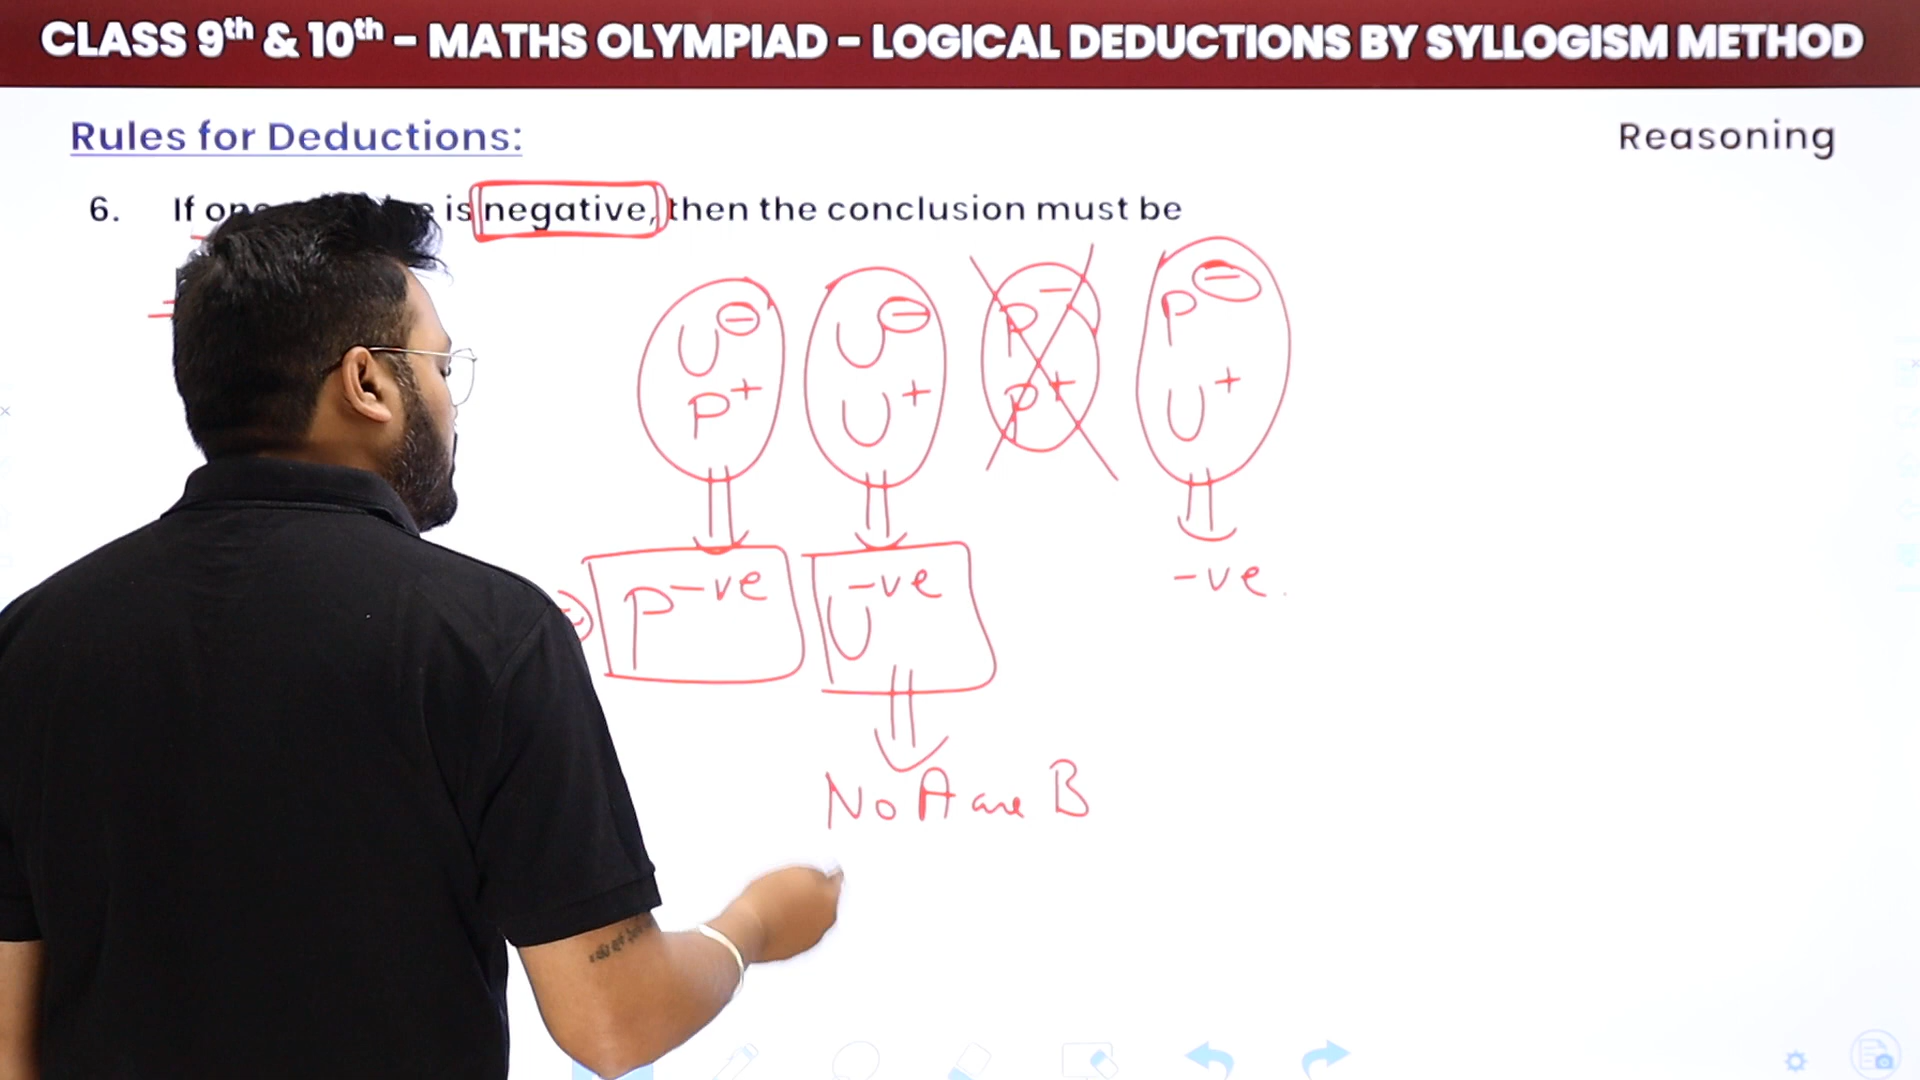 CLASS 9th & 10th – MATHS OLYMPIAD – LOGICAL DEDUCTIONS BY SYLLOGISM METHOD
Rules for Deductions:
Reasoning
6. If is negative, then the conclusion must be
U⁻ U⁻ P⁻ P⁻
P⁺ U⁺ P⁺ U⁺
P-ve U-ve -ve.
No A are B